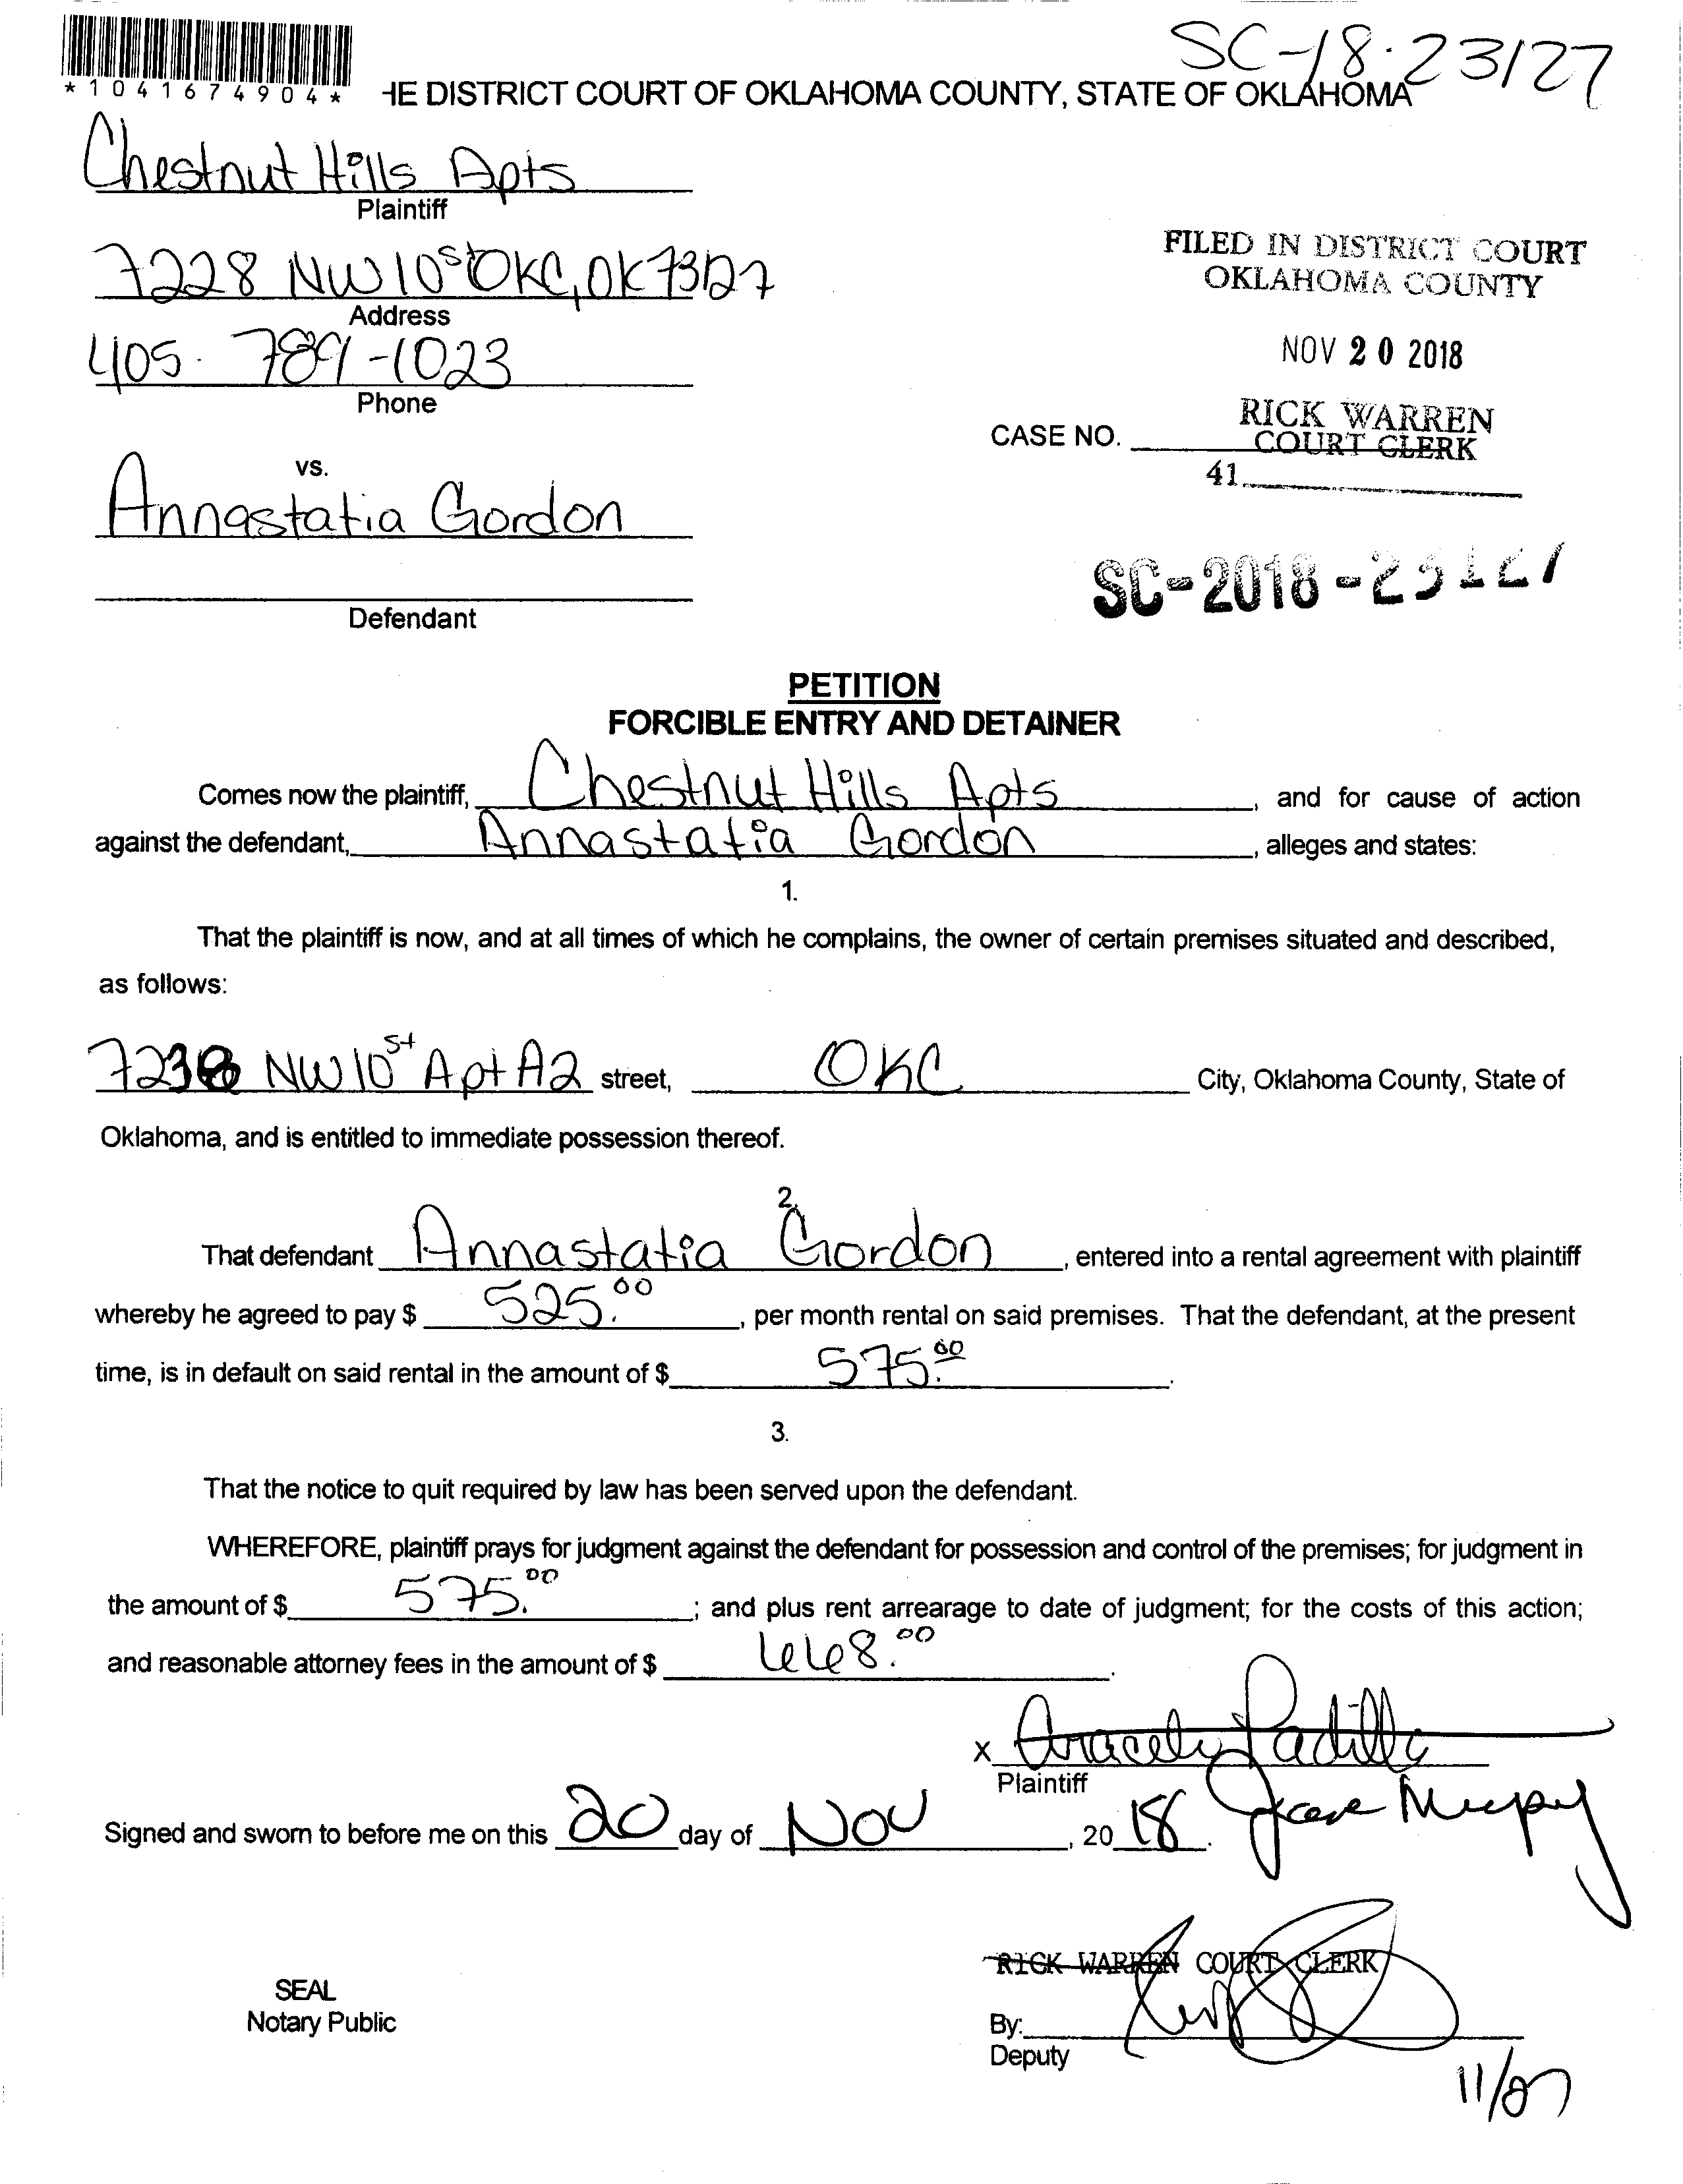 SC-18-23127
*1041674904*
HE DISTRICT COURT OF OKLAHOMA COUNTY, STATE OF OKLAHOMA
Chestnut Hills Apts
Plaintiff
7228 NW 10 St OKC, OK 73127
Address
405-789-1023
Phone
vs.
Annastatia Gordon
Defendant
FILED IN DISTRICT COURT
OKLAHOMA COUNTY
NOV 20 2018
RICK WARREN
CASE NO. COURT CLERK
41
SC-2018-23127
PETITION
FORCIBLE ENTRY AND DETAINER
Comes now the plaintiff, Chestnut Hills Apts, and for cause of action
against the defendant, Annastatia Gordon, alleges and states:
1.
That the plaintiff is now, and at all times of which he complains, the owner of certain premises situated and described,
as follows:
NW 10 St Apt A2 street, OKC City, Oklahoma County, State of
Oklahoma, and is entitled to immediate possession thereof.
2.
That defendant Annastatia Gordon, entered into a rental agreement with plaintiff
whereby he agreed to pay $ 525.00, per month rental on said premises. That the defendant, at the present
time, is in default on said rental in the amount of $ 575.00.
3.
That the notice to quit required by law has been served upon the defendant.
WHEREFORE, plaintiff prays for judgment against the defendant for possession and control of the premises; for judgment in
the amount of $ 575.00; and plus rent arrearage to date of judgment; for the costs of this action;
and reasonable attorney fees in the amount of $ 668.00.
x Aracely Padilla
Plaintiff
Signed and sworn to before me on this 20 day of Nov, 2018.
RICK WARREN COURT CLERK
SEAL
Notary Public
By:
Deputy